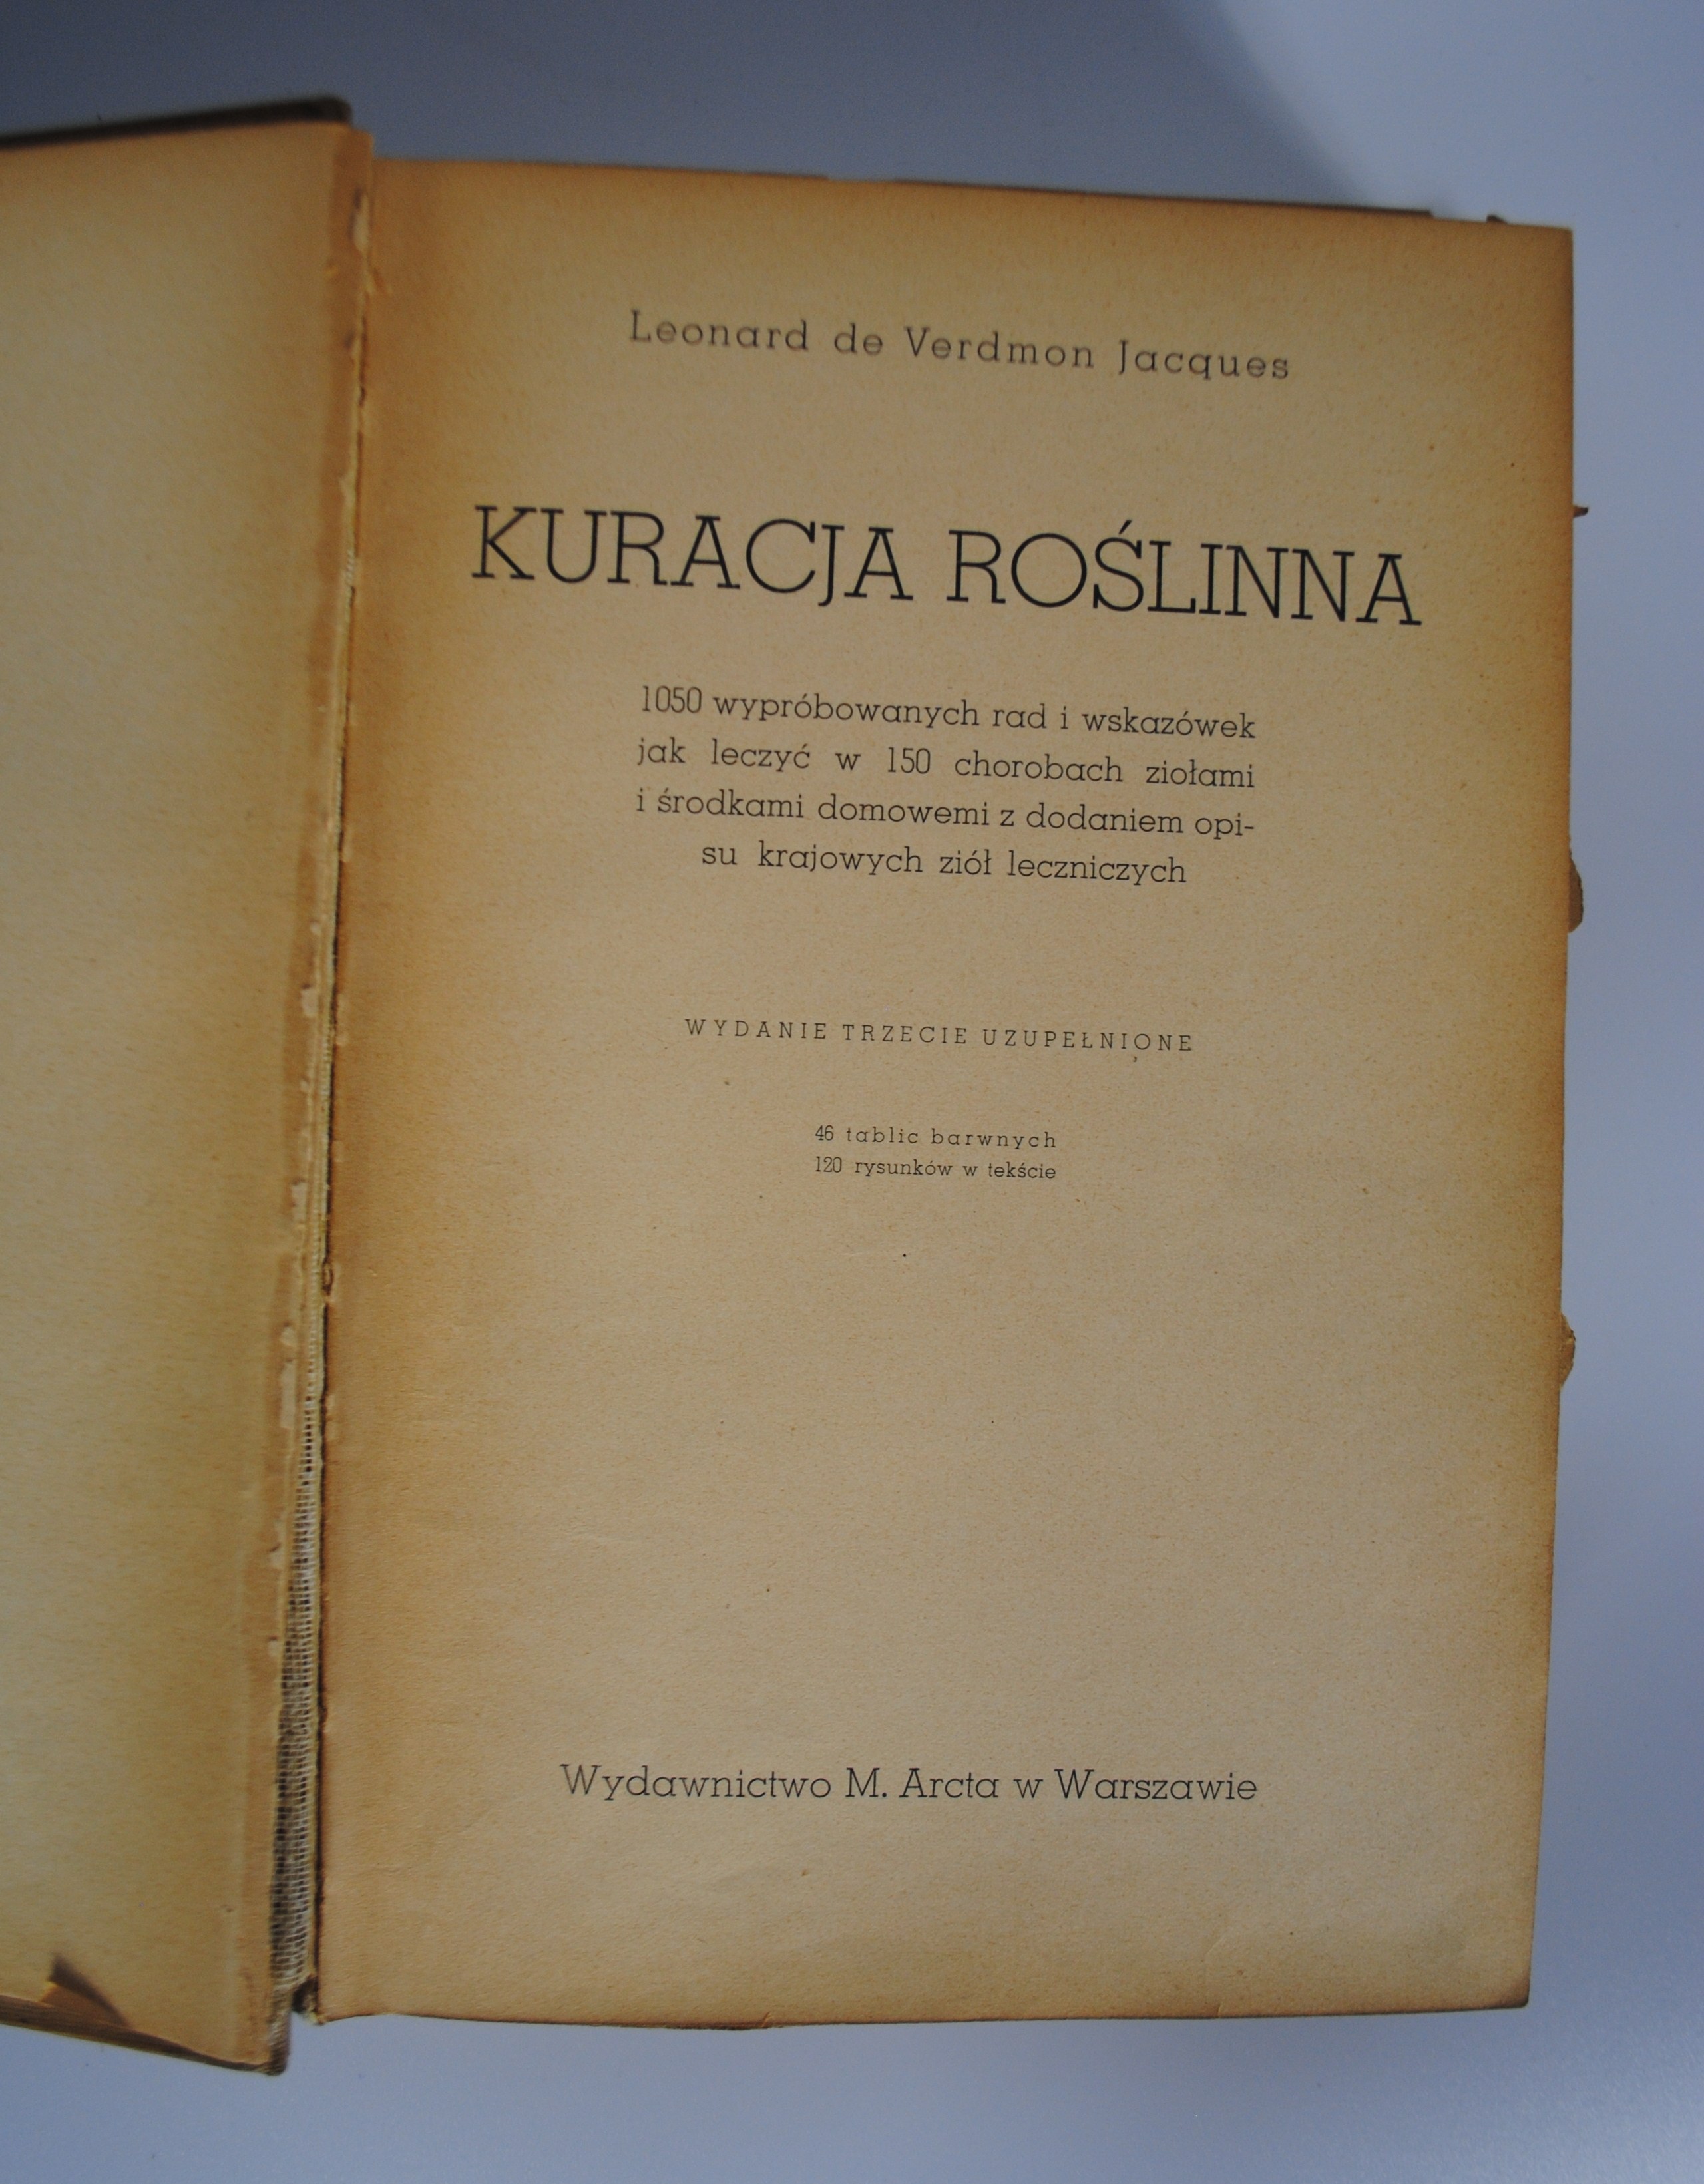 Leonard de Verdmon Jacques
KURACJA ROŚLINNA
1050 wypróbowanych rad i wskazówek
jak leczyć w 150 chorobach ziołami
i środkami domowemi z dodaniem opi-
su krajowych ziół leczniczych
WYDANIE TRZECIE UZUPEŁNIONE
46 tablic barwnych
120 rysunków w tekście
Wydawnictwo M. Arcta w Warszawie